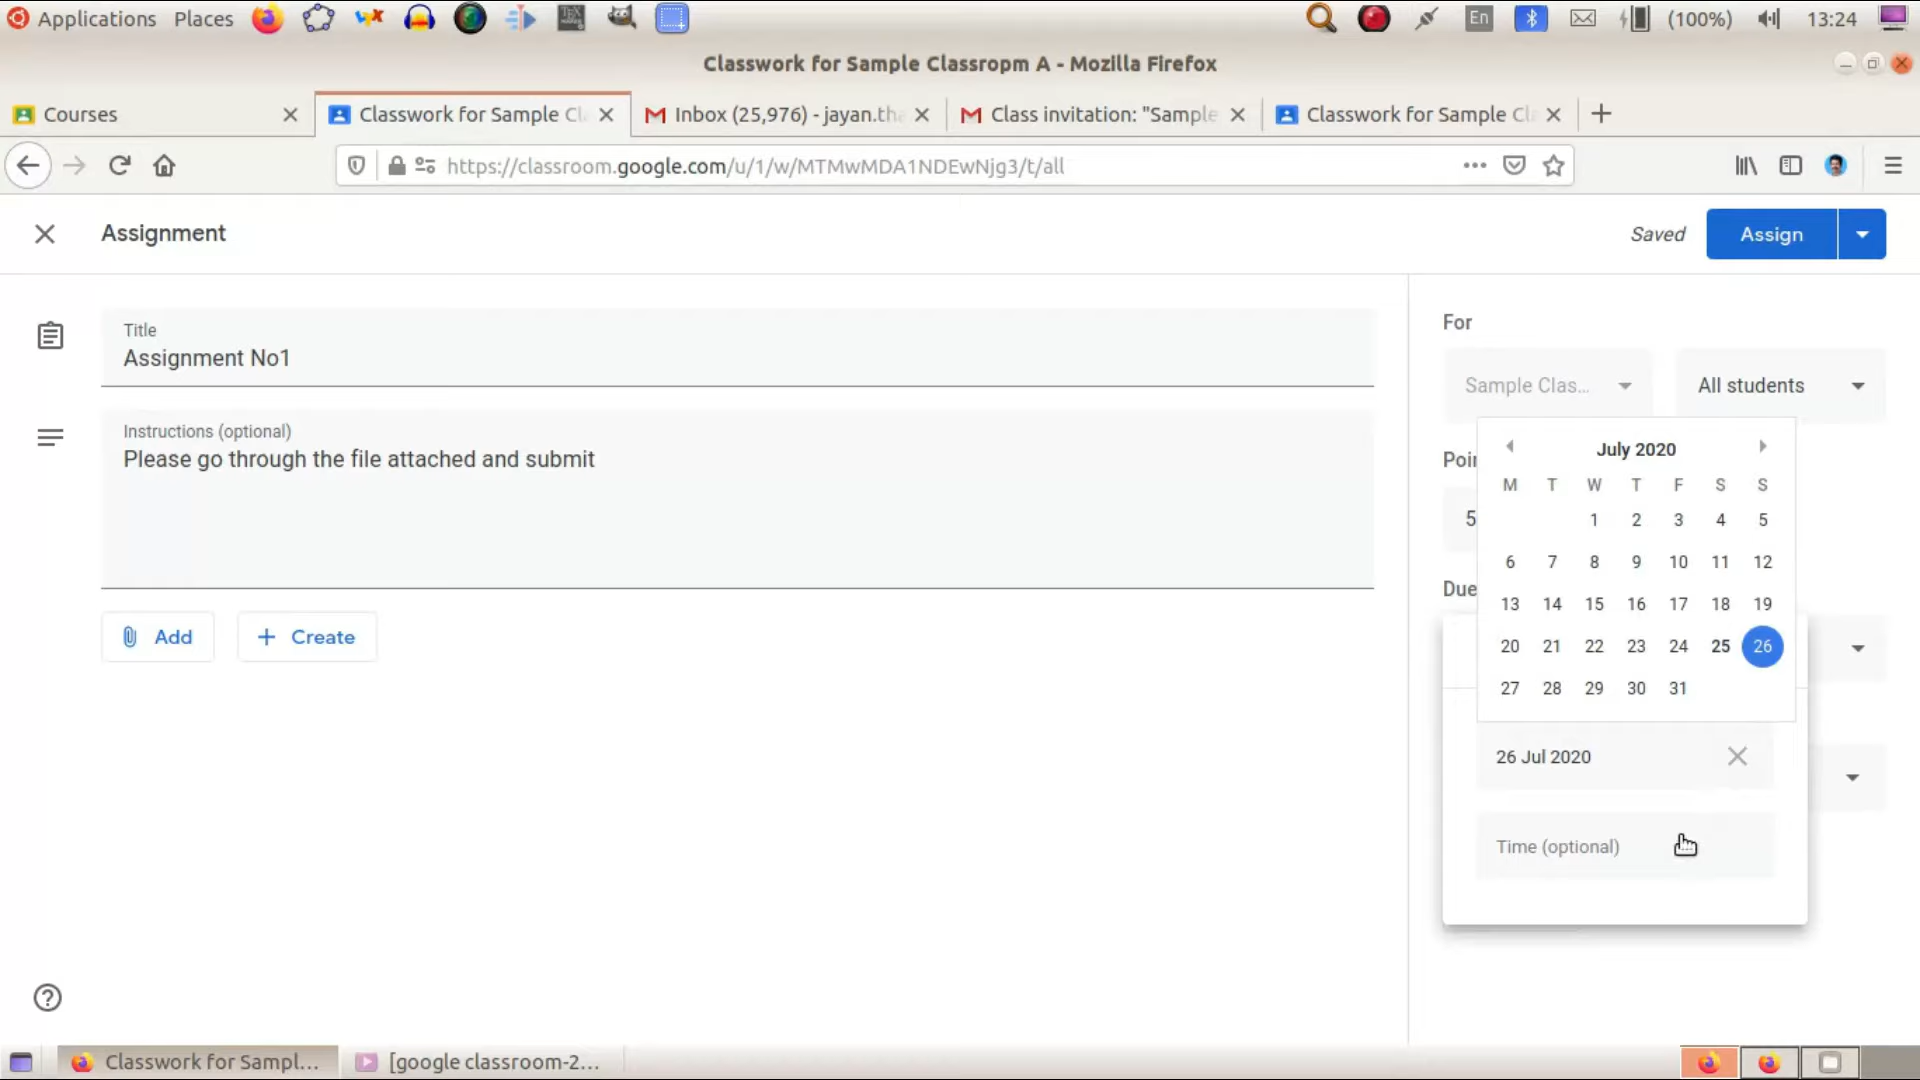 Applications Places En (100%) 13:24
Classwork for Sample Classropm A - Mozilla Firefox
Courses
Classwork for Sample Cl
Inbox (25,976) - jayan.tha
Class invitation: "Sample
Classwork for Sample Cl
https://classroom.google.com/u/1/w/MTMwMDA1NDEwNjg3/t/all
Assignment
Saved
Assign
Title
Assignment No1
Instructions (optional)
Please go through the file attached and submit
Add
Create
For
Sample Clas...
All students
Poi
5
Due
July 2020
M T W T F S S
1 2 3 4 5
6 7 8 9 10 11 12
13 14 15 16 17 18 19
20 21 22 23 24 25 26
27 28 29 30 31
26 Jul 2020
Time (optional)
Classwork for Sampl...
[google classroom-2...